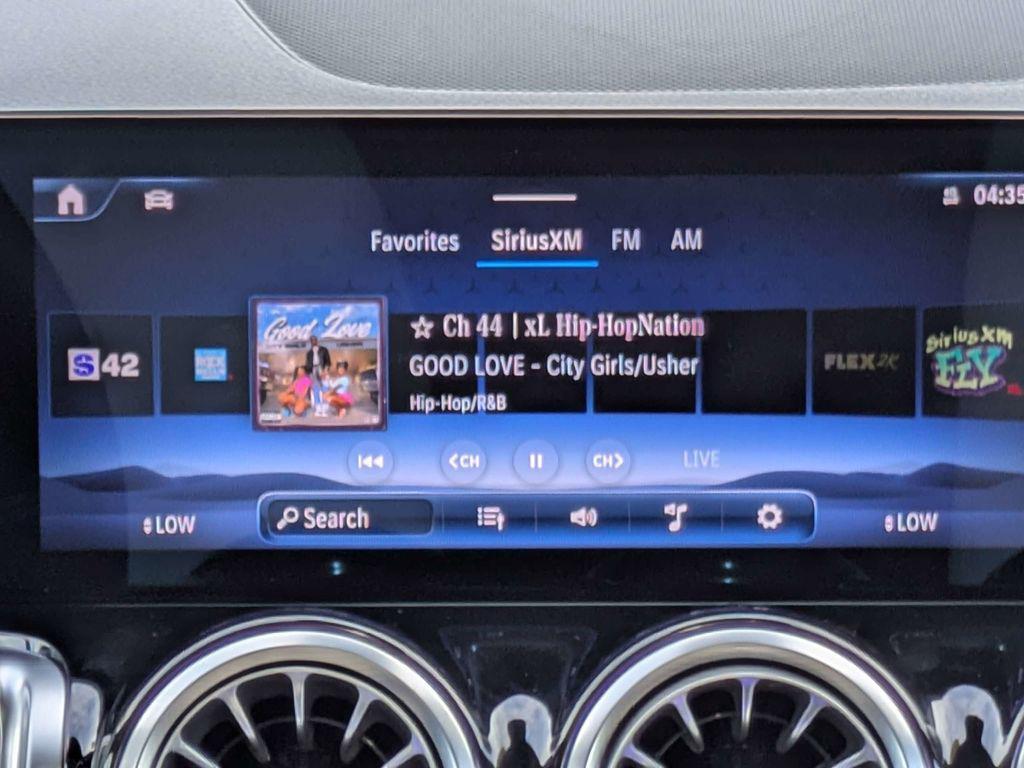 04:35
Favorites SiriusXM FM AM
S 42
Good Love
☆ Ch 44 | xL Hip-HopNation
GOOD LOVE - City Girls/Usher
Hip-Hop/R&B
FLEX2K
SiriusXM
FLY
<CH CH> LIVE
LOW Search LOW